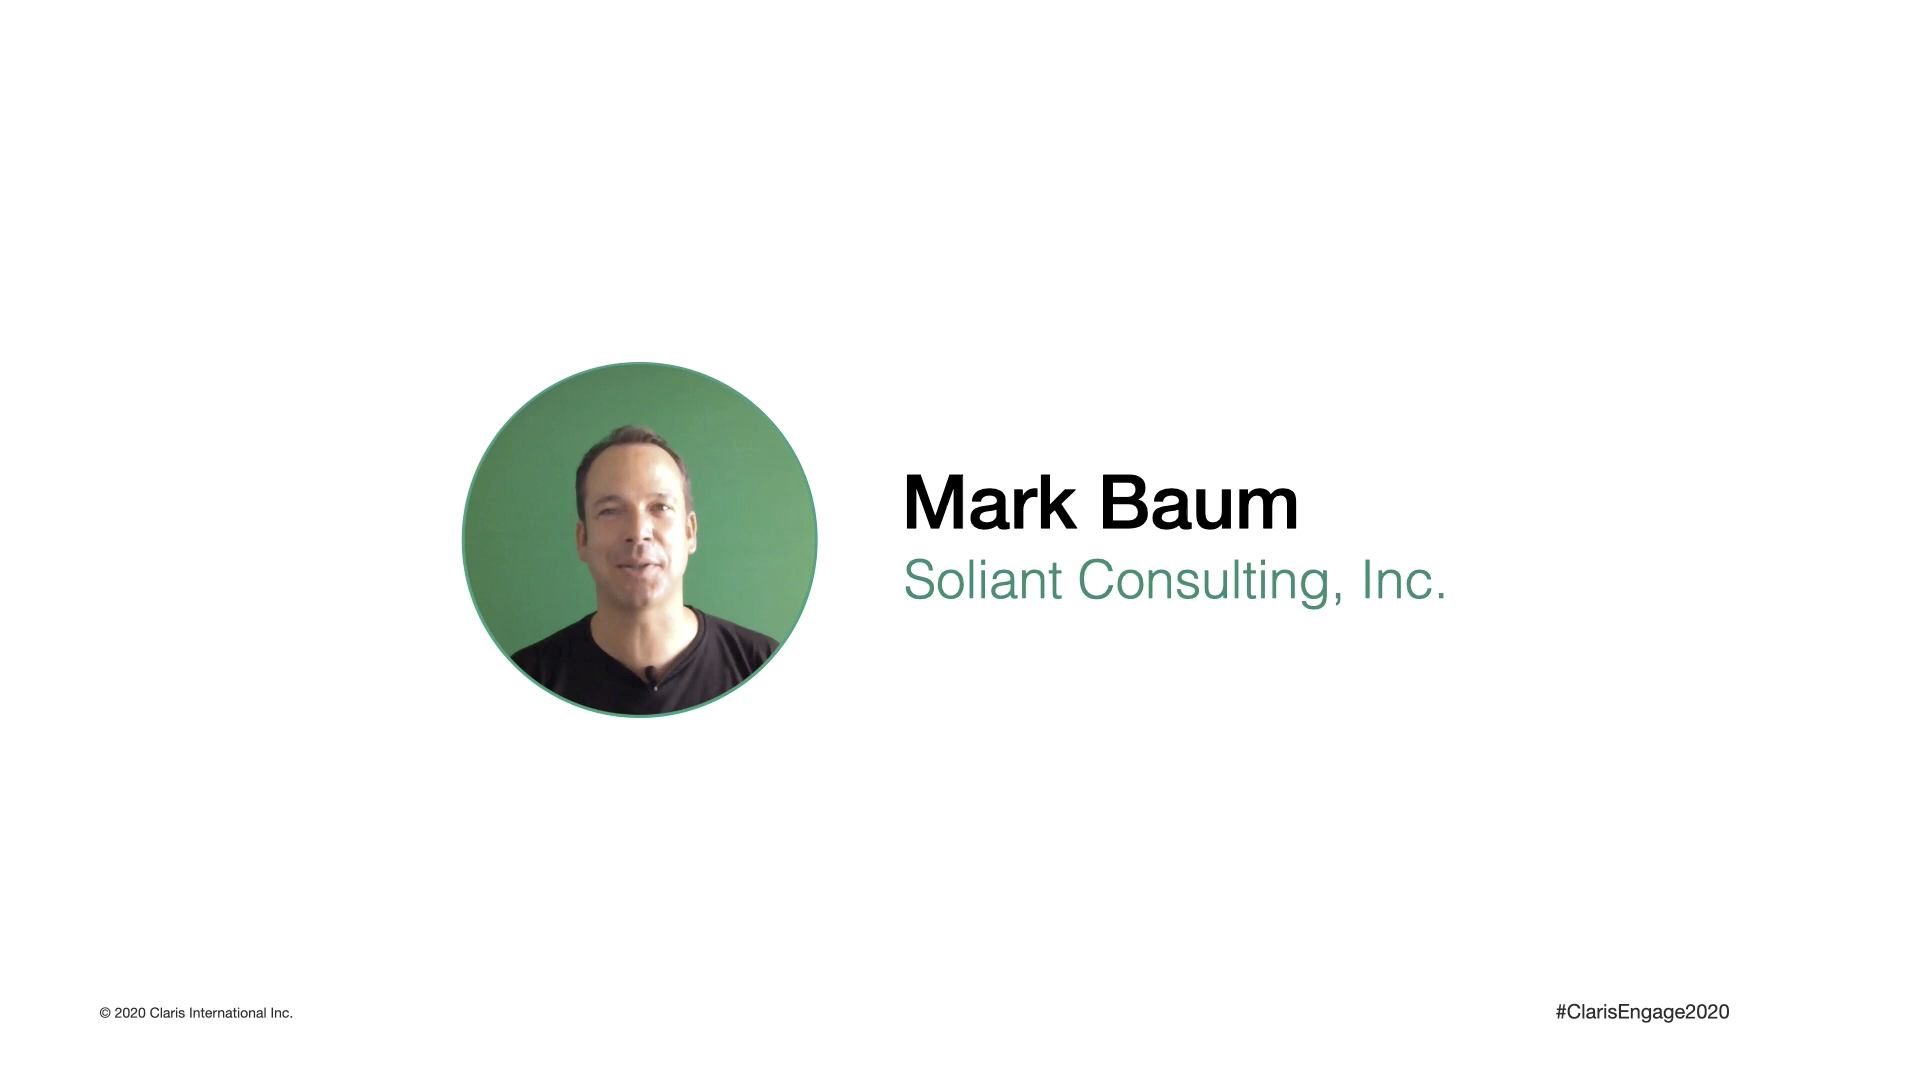 Mark Baum
Soliant Consulting, Inc.
© 2020 Claris International Inc.
#ClarisEngage2020